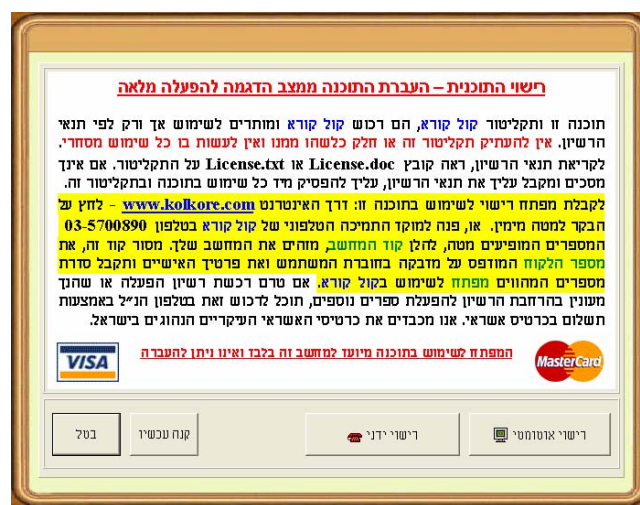 רישוי התוכנית – העברת התוכנה ממצב הדגמה להפעלה מלאה
תוכנה זו ותקליטור קול קורא, הם רכוש קול קורא ומותרים לשימוש אך ורק לפי תנאי
הרשיון. אין להעתיק תקליטור זה או חלק כלשהו ממנו ואין לעשות בו כל שימוש מסחרי.
לקריאת תנאי הרשיון, ראה קובץ License.doc או License.txt על התקליטור. אם אינך
מסכים ומקבל עליך את תנאי הרשיון, עליך להפסיק מיד כל שימוש בתוכנה ובתקליטור זה.
לקבלת מפתח רישוי לשימוש בתוכנה זו: דרך האינטרנט www.kolkore.com - לחץ על
הבקר למטה מימין. או, פנה למוקד התמיכה הטלפוני של קול קורא בטלפון 03-5700890
המספרים המופיעים מטה, להלן קוד המחשב, מזהים את המחשב שלך. מסור קוד זה, את
מספר הלקוח המודפס על מדבקה בחוברת המשתמש ואת פרטיך האישיים ותקבל סדרת
מספרים המהווים מפתח לשימוש בקול קורא. אם טרם רכשת רשיון הפעלה או שהנך
מעונין בהרחבת הרשיון להפעלת ספרים נוספים, תוכל לרכוש זאת בטלפון הנ״ל באמצעות
תשלום בכרטיס אשראי. אנו מכבדים את כרטיסי האשראי העיקריים הנהוגים בישראל.
VISA
המפתח לשימוש בתוכנה מיועד למחשב זה בלבד ואינו ניתן להעברה
MasterCard
רישוי אוטומטי
רישוי ידני
קנה עכשיו
בטל